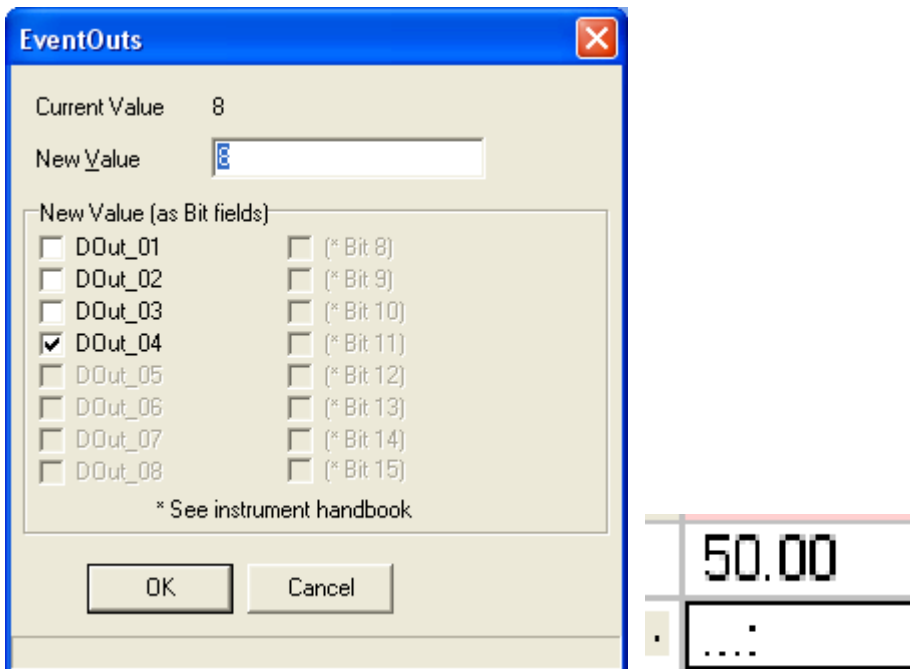 EventOuts
Current Value 8
New Value 8
New Value (as Bit fields)
DOut_01 (* Bit 8)
DOut_02 (* Bit 9)
DOut_03 (* Bit 10)
DOut_04 (* Bit 11)
DOut_05 (* Bit 12)
DOut_06 (* Bit 13)
DOut_07 (* Bit 14)
DOut_08 (* Bit 15)
* See instrument handbook
OK Cancel
50.00
...: